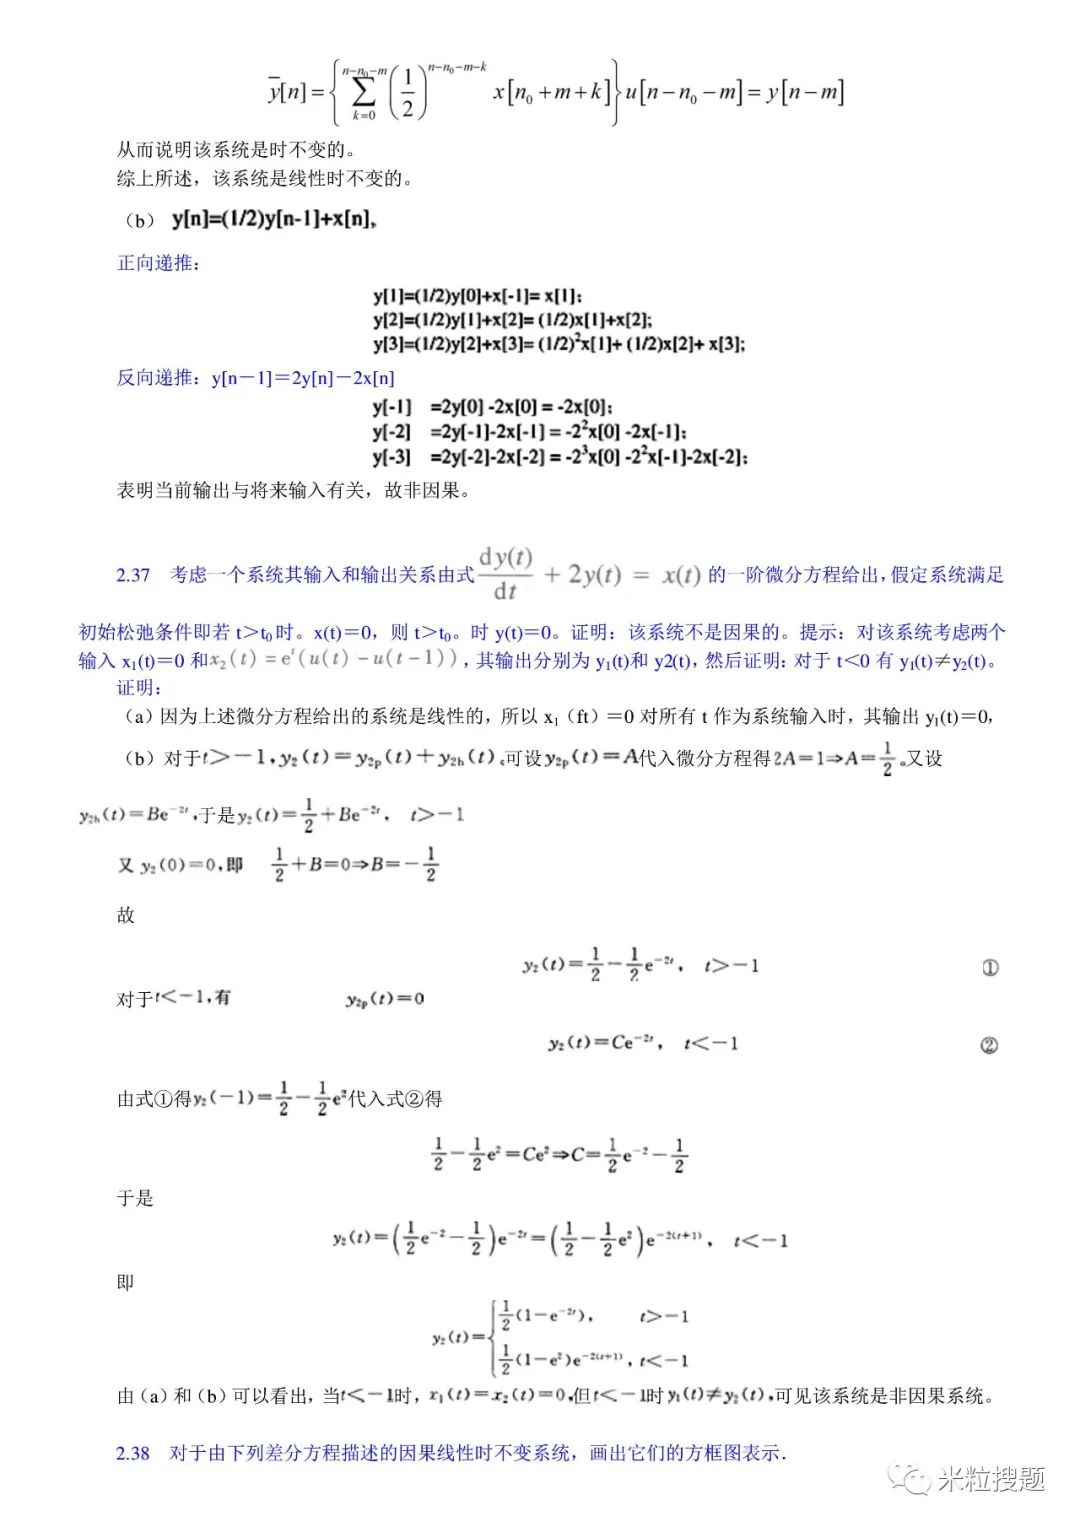 y̅[n] = { ∑_{k=0}^{n-n₀-m} (1/2)^{n-n₀-m-k} x[n₀+m+k] } u[n-n₀-m] = y[n-m]
从而说明该系统是时不变的。
综上所述，该系统是线性时不变的。
（b） y[n]=(1/2)y[n-1]+x[n],
正向递推：
y[1]=(1/2)y[0]+x[-1]= x[1];
y[2]=(1/2)y[1]+x[2]= (1/2)x[1]+x[2];
y[3]=(1/2)y[2]+x[3]= (1/2)²x[1]+ (1/2)x[2]+ x[3];
反向递推：y[n－1]＝2y[n]－2x[n]
y[-1] =2y[0] -2x[0] = -2x[0];
y[-2] =2y[-1]-2x[-1] = -2²x[0] -2x[-1];
y[-3] =2y[-2]-2x[-2] = -2³x[0] -2²x[-1]-2x[-2];
表明当前输出与将来输入有关，故非因果。
2.37 考虑一个系统其输入和输出关系由式 dy(t)/dt + 2y(t) = x(t) 的一阶微分方程给出，假定系统满足
初始松弛条件即若 t＞t₀时。x(t)＝0，则 t＞t₀。时 y(t)＝0。证明：该系统不是因果的。提示：对该系统考虑两个
输入 x₁(t)＝0 和x₂(t)=eᵗ(u(t)-u(t-1))，其输出分别为 y₁(t)和 y2(t)，然后证明：对于 t＜0 有 y₁(t)≠y₂(t)。
证明：
（a）因为上述微分方程给出的系统是线性的，所以 x₁（ft）＝0 对所有 t 作为系统输入时，其输出 y₁(t)=0，
（b）对于t>-1,y₂(t)=y₂ₚ(t)+y₂ₕ(t)。可设y₂ₚ(t)=A代入微分方程得2A=1⇒A=1/2。又设
y₂ₕ(t)=Be⁻²ᵗ,于是y₂(t)=1/2+Be⁻²ᵗ, t>-1
又 y₂(0)=0,即 1/2+B=0⇒B=-1/2
故
y₂(t)=1/2-1/2e⁻²ᵗ, t>-1 ①
对于t<-1,有 y₂ₚ(t)=0
y₂(t)=Ce⁻²ᵗ, t<-1 ②
由式①得y₂(-1)=1/2-1/2e²代入式②得
1/2-1/2e²=Ce²⇒C=1/2e⁻²-1/2
于是
y₂(t)=(1/2e⁻²-1/2)e⁻²ᵗ=(1/2-1/2e²)e⁻²⁽ᵗ⁺¹⁾, t<-1
即
y₂(t)={ 1/2(1-e⁻²ᵗ), t>-1
1/2(1-e²)e⁻²⁽ᵗ⁺¹⁾, t<-1
由（a）和（b）可以看出，当t<-1时，x₁(t)=x₂(t)=0,但t<-1时y₁(t)≠y₂(t),可见该系统是非因果系统。
2.38 对于由下列差分方程描述的因果线性时不变系统，画出它们的方框图表示．
米粒搜题